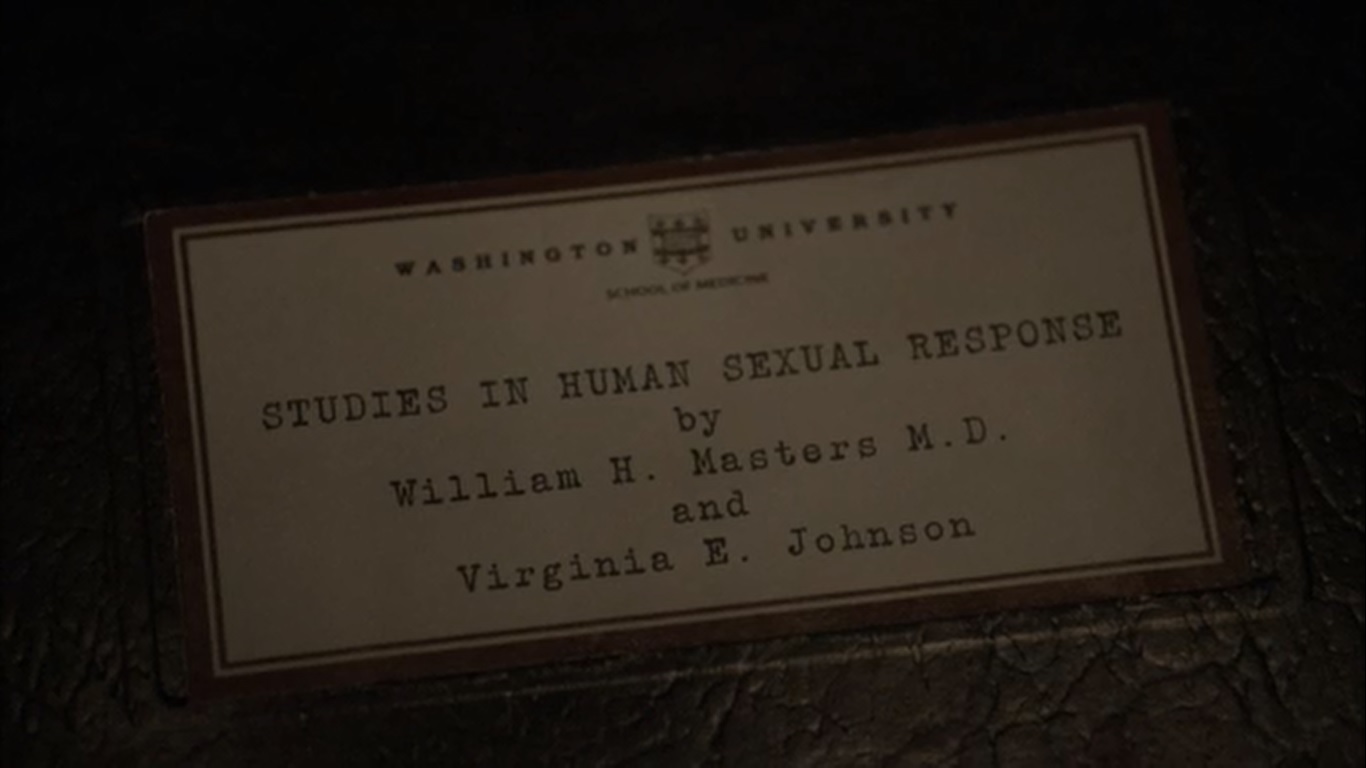 WASHINGTON UNIVERSITY
SCHOOL OF MEDICINE
STUDIES IN HUMAN SEXUAL RESPONSE
by
William H. Masters M.D.
and
Virginia E. Johnson